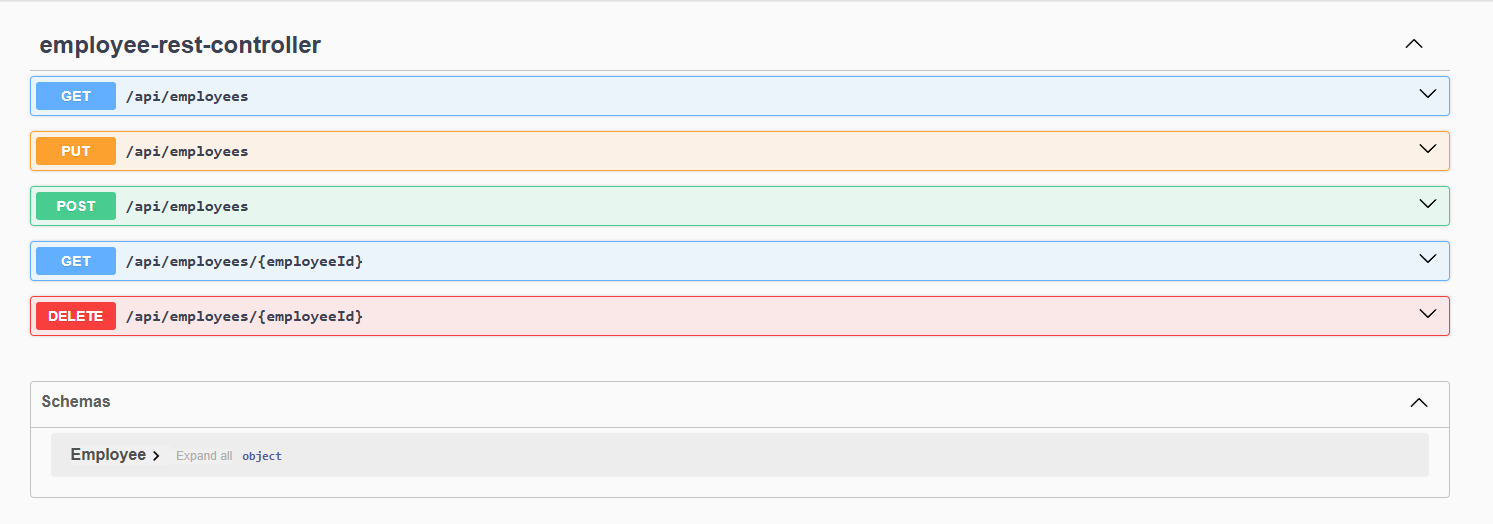 employee-rest-controller
GET /api/employees
PUT /api/employees
POST /api/employees
GET /api/employees/{employeeId}
DELETE /api/employees/{employeeId}
Schemas
Employee Expand all object